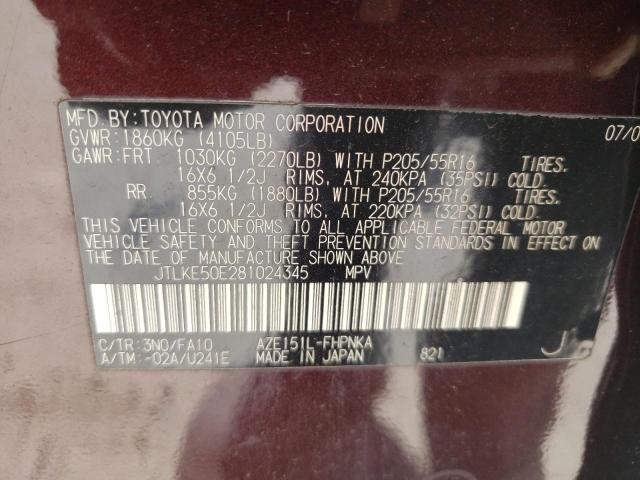 MFD. BY: TOYOTA MOTOR CORPORATION 07/0
GVWR: 1860KG (4105LB)
GAWR: FRT 1030KG (2270LB) WITH P205/55R16 TIRES.
16X6 1/2J RIMS, AT 240KPA (35PSI) COLD.
RR 855KG (1880LB) WITH P205/55R16 TIRES.
16X6 1/2J RIMS, AT 220KPA (32PSI) COLD.
THIS VEHICLE CONFORMS TO ALL APPLICABLE FEDERAL MOTOR
VEHICLE SAFETY AND THEFT PREVENTION STANDARDS IN EFFECT ON
THE DATE OF MANUFACTURE SHOWN ABOVE.
JTLKE50E281024345 MPV
C/TR: 3N0/FA10 AZE151L-FHPNKA
A/TM: -02A/U241E MADE IN JAPAN 821